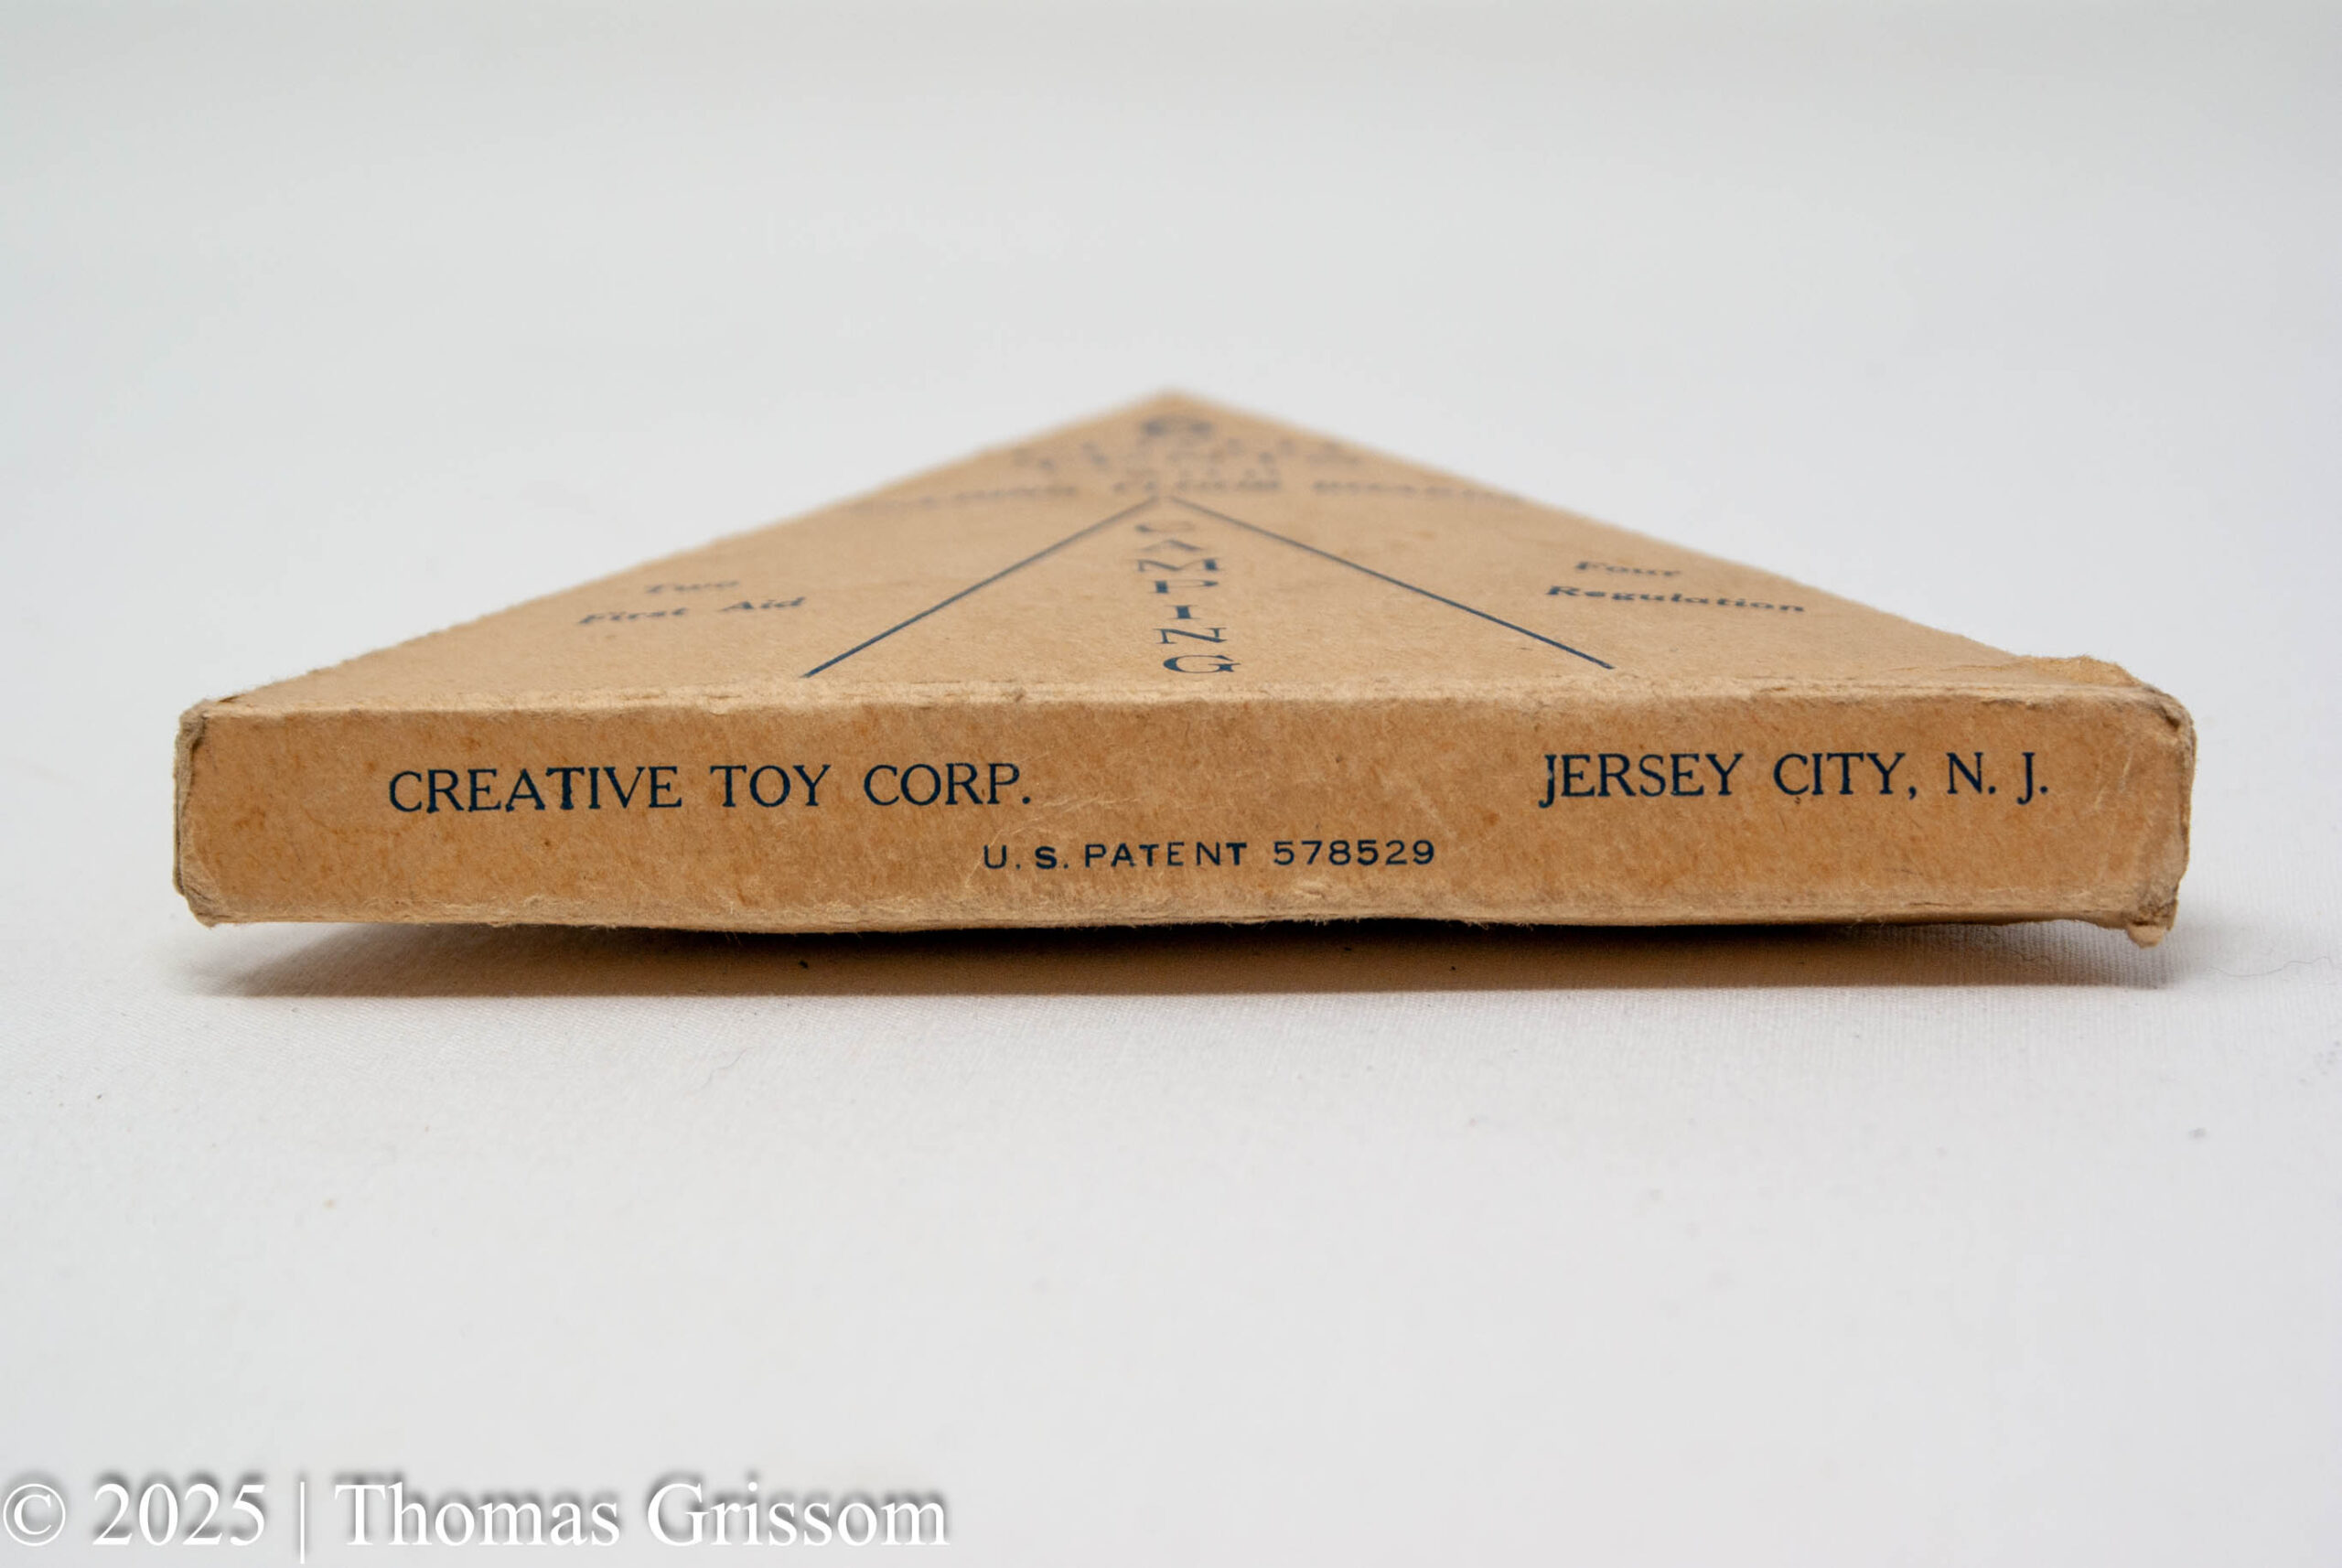 CAMPING
Two
First Aid
Four
Regulation
CREATIVE TOY CORP. JERSEY CITY, N. J.
U. S. PATENT 578529
© 2025 | Thomas Grissom